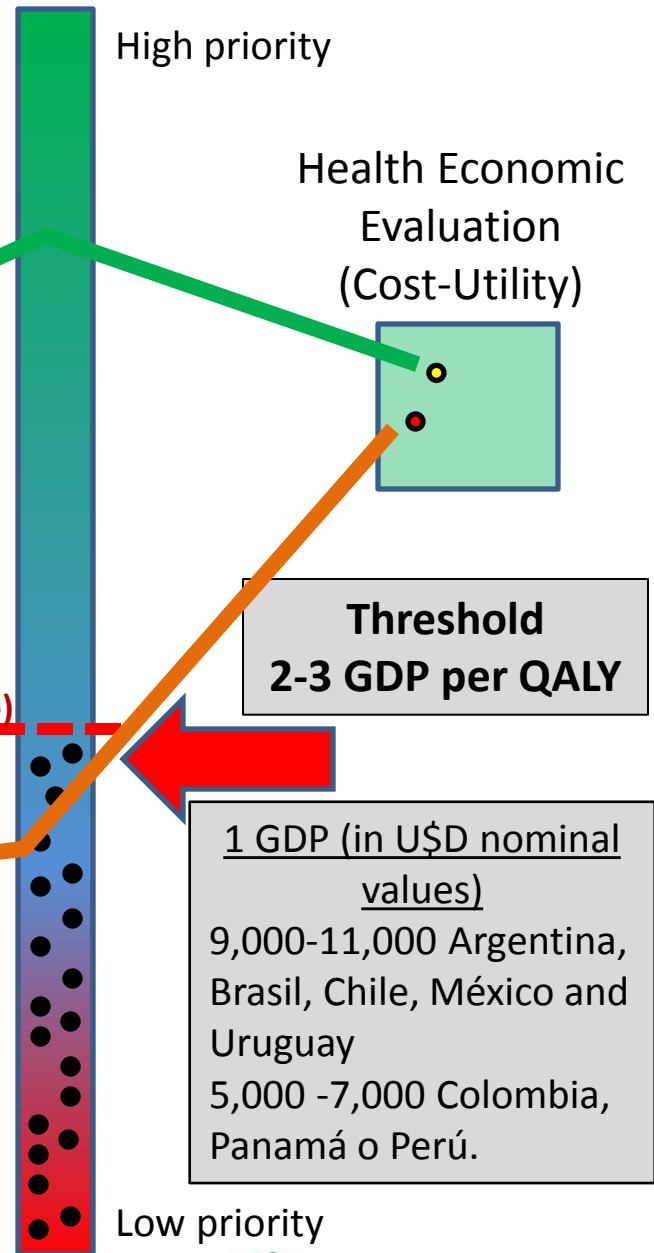 High priority
Health Economic
Evaluation
(Cost-Utility)
Threshold
2-3 GDP per QALY
)
1 GDP (in U$D nominal
values)
9,000-11,000 Argentina,
Brasil, Chile, México and
Uruguay
5,000 -7,000 Colombia,
Panamá o Perú.
Low priority